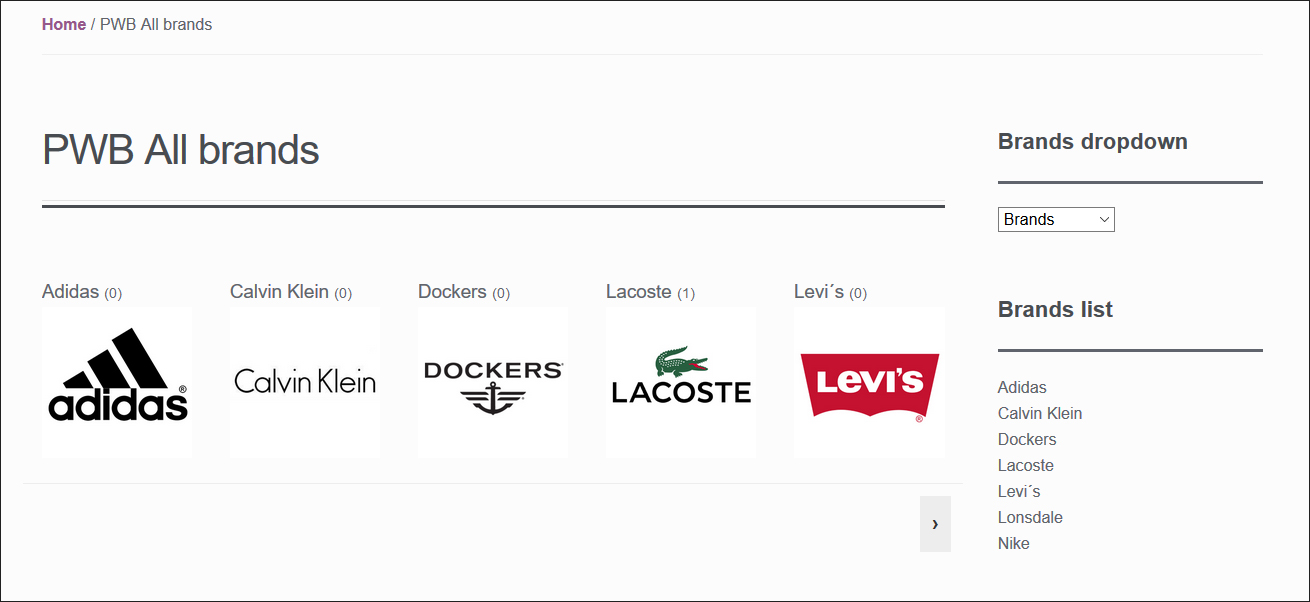 Home / PWB All brands
PWB All brands
Adidas (0) Calvin Klein (0) Dockers (0) Lacoste (1) Levi´s (0)
adidas® Calvin Klein DOCKERS LACOSTE LEVI'S ®
›
Brands dropdown
Brands
Brands list
Adidas
Calvin Klein
Dockers
Lacoste
Levi´s
Lonsdale
Nike